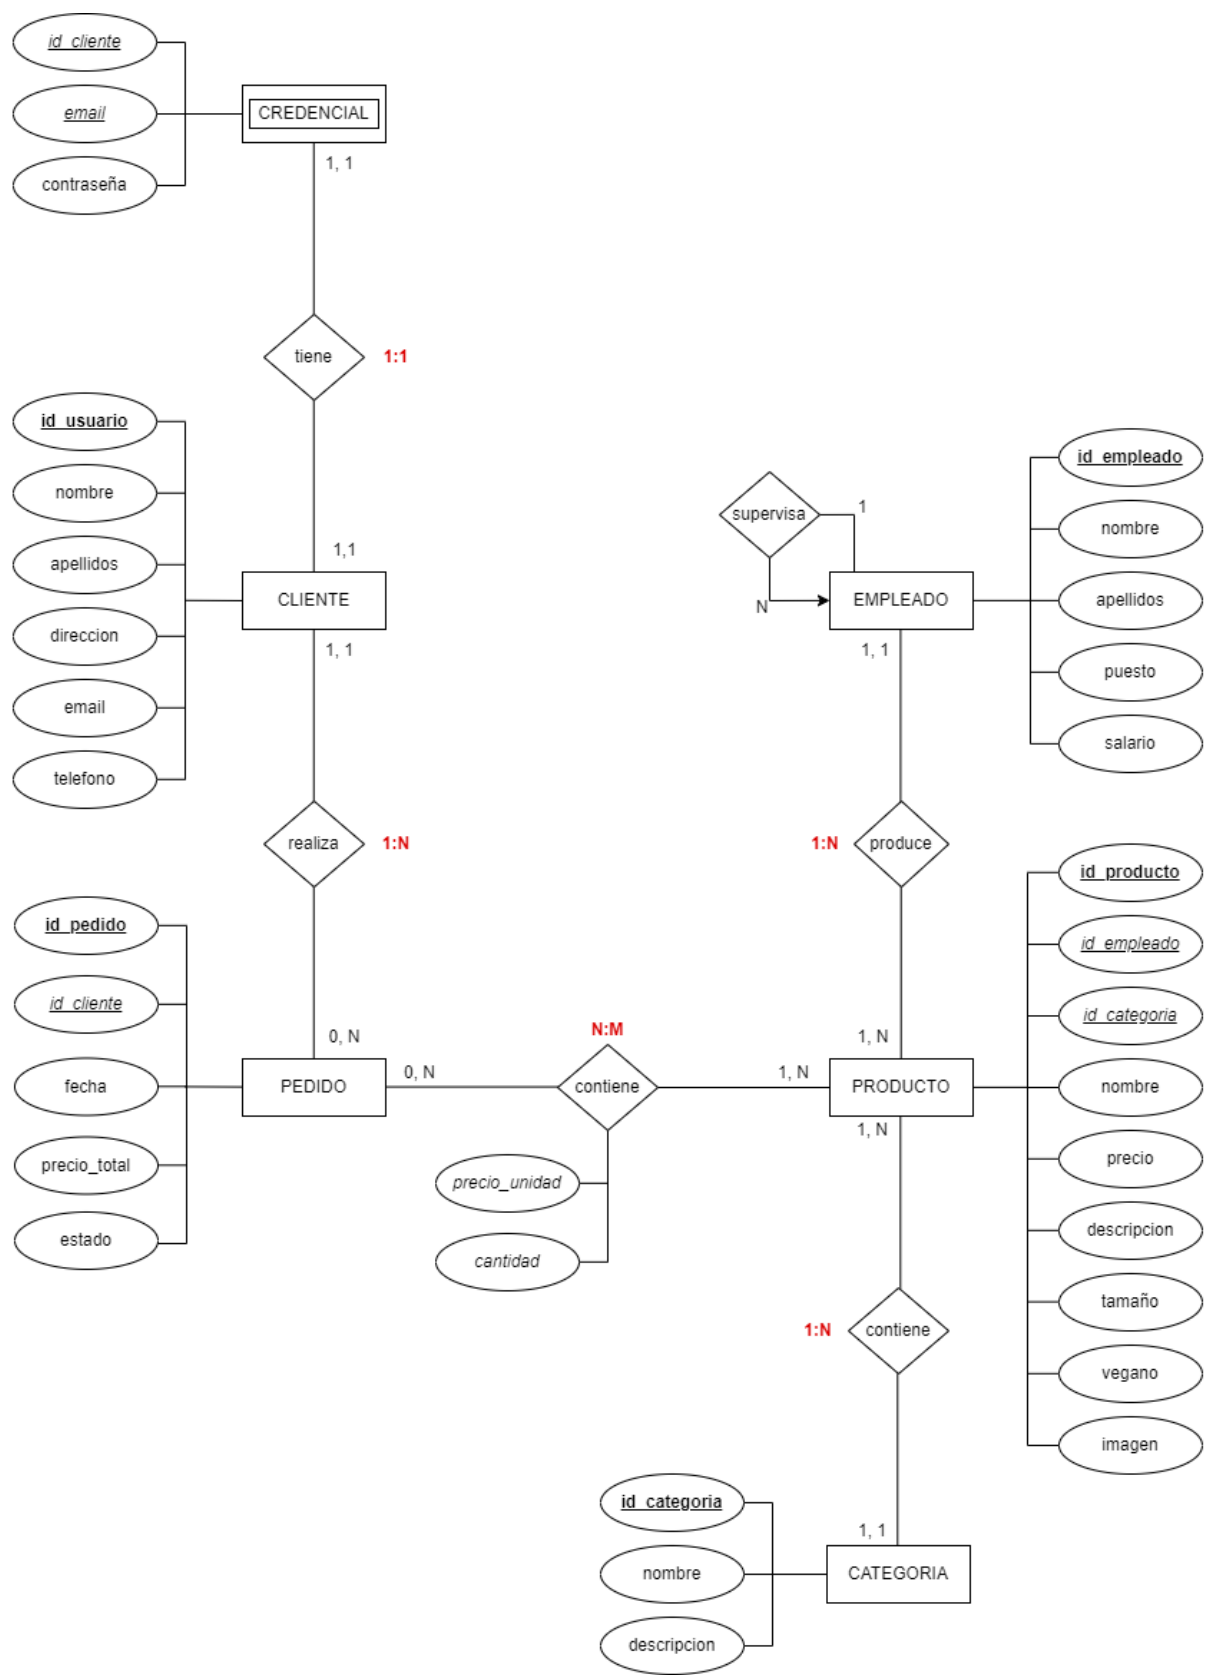 id_cliente
email
contraseña
CREDENCIAL
1, 1
tiene
1:1
id_usuario
nombre
apellidos
direccion
email
telefono
1,1
CLIENTE
1, 1
realiza
1:N
id_pedido
id_cliente
fecha
precio_total
estado
0, N
PEDIDO
0, N
N:M
contiene
precio_unidad
cantidad
1, N
supervisa
1
N
EMPLEADO
1, 1
id_empleado
nombre
apellidos
puesto
salario
1:N
produce
1, N
PRODUCTO
1, N
id_producto
id_empleado
id_categoria
nombre
precio
descripcion
tamaño
vegano
imagen
1:N
contiene
1, 1
CATEGORIA
id_categoria
nombre
descripcion